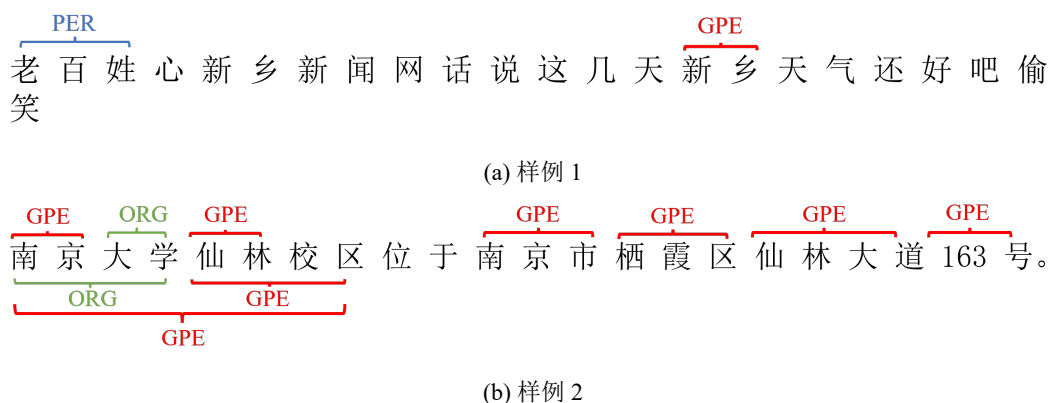 PER GPE
老百姓心新乡新闻网话说这几天新乡天气还好吧偷
笑
(a) 样例 1
GPE ORG GPE GPE GPE GPE GPE
南京大学仙林校区位于南京市栖霞区仙林大道 163 号。
ORG GPE
GPE
(b) 样例 2